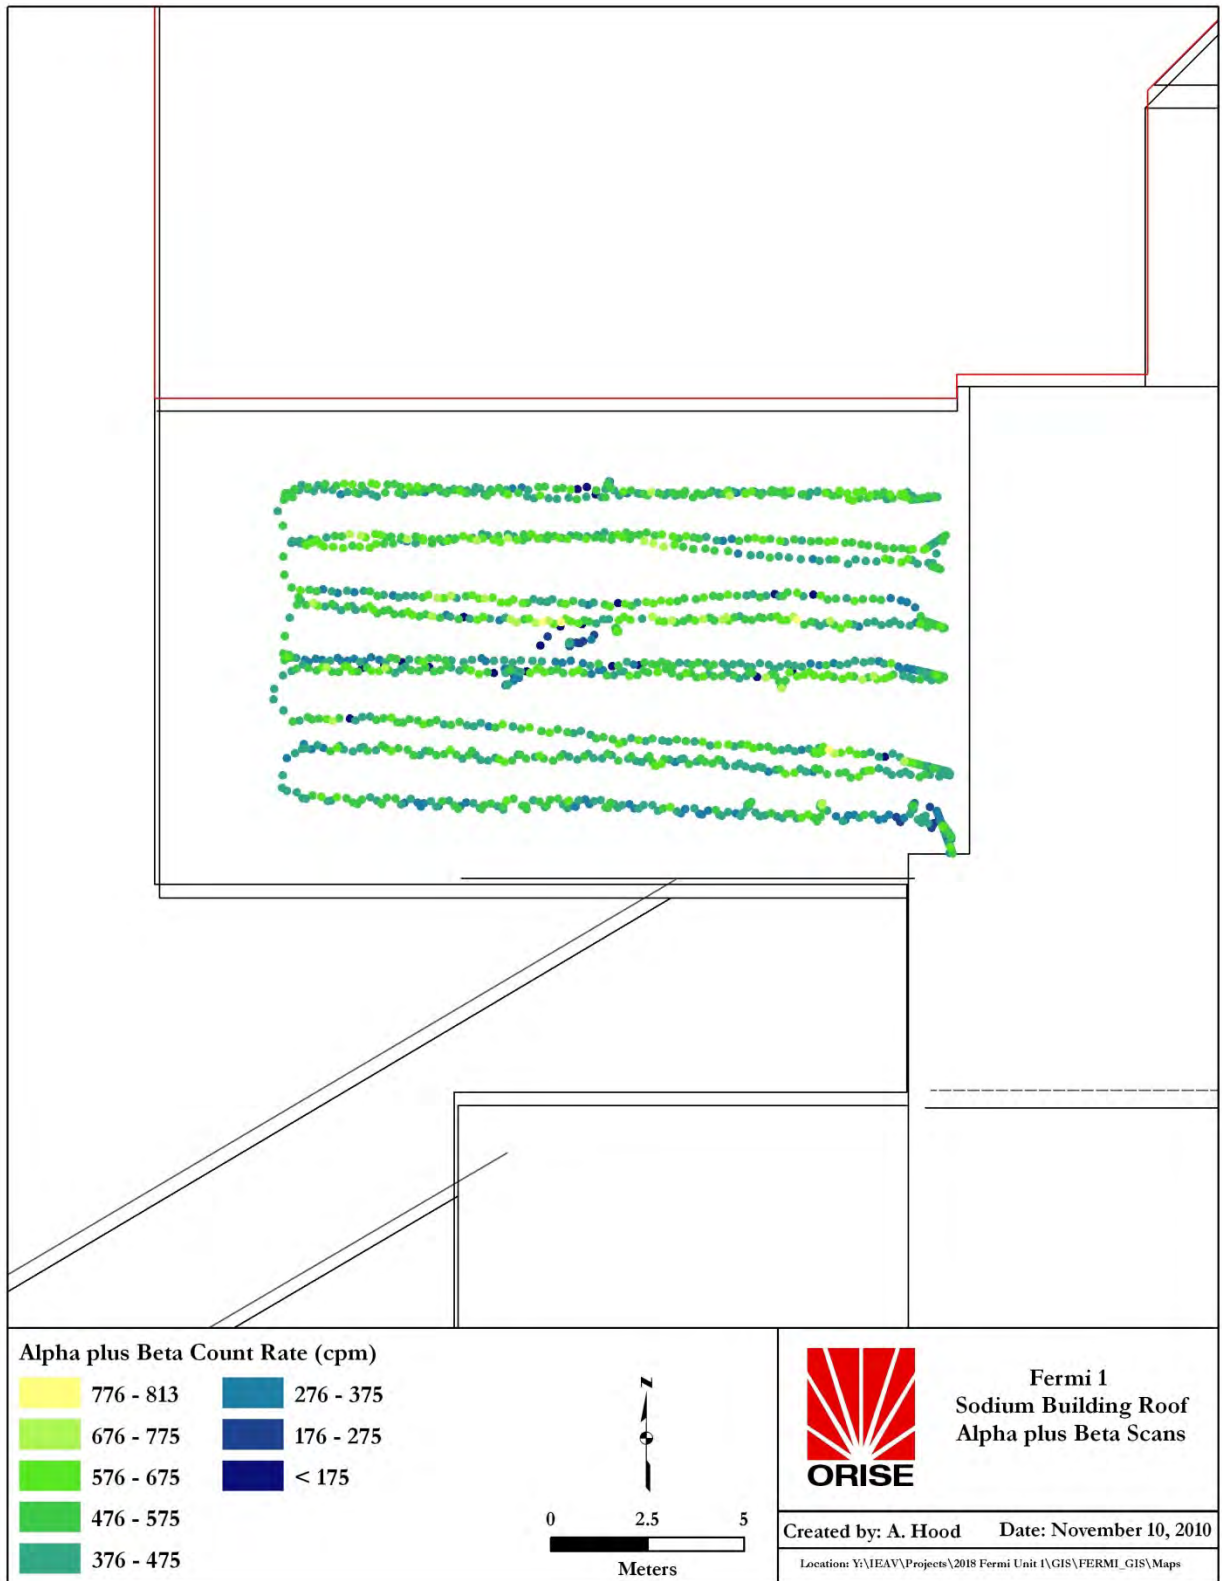 Alpha plus Beta Count Rate (cpm)
776 - 813
676 - 775
576 - 675
476 - 575
376 - 475
276 - 375
176 - 275
< 175
N
0 2.5 5
Meters
ORISE
Fermi 1
Sodium Building Roof
Alpha plus Beta Scans
Created by: A. Hood Date: November 10, 2010
Location: Y:\IEAV\Projects\2018 Fermi Unit 1\GIS\FERMI_GIS\Maps